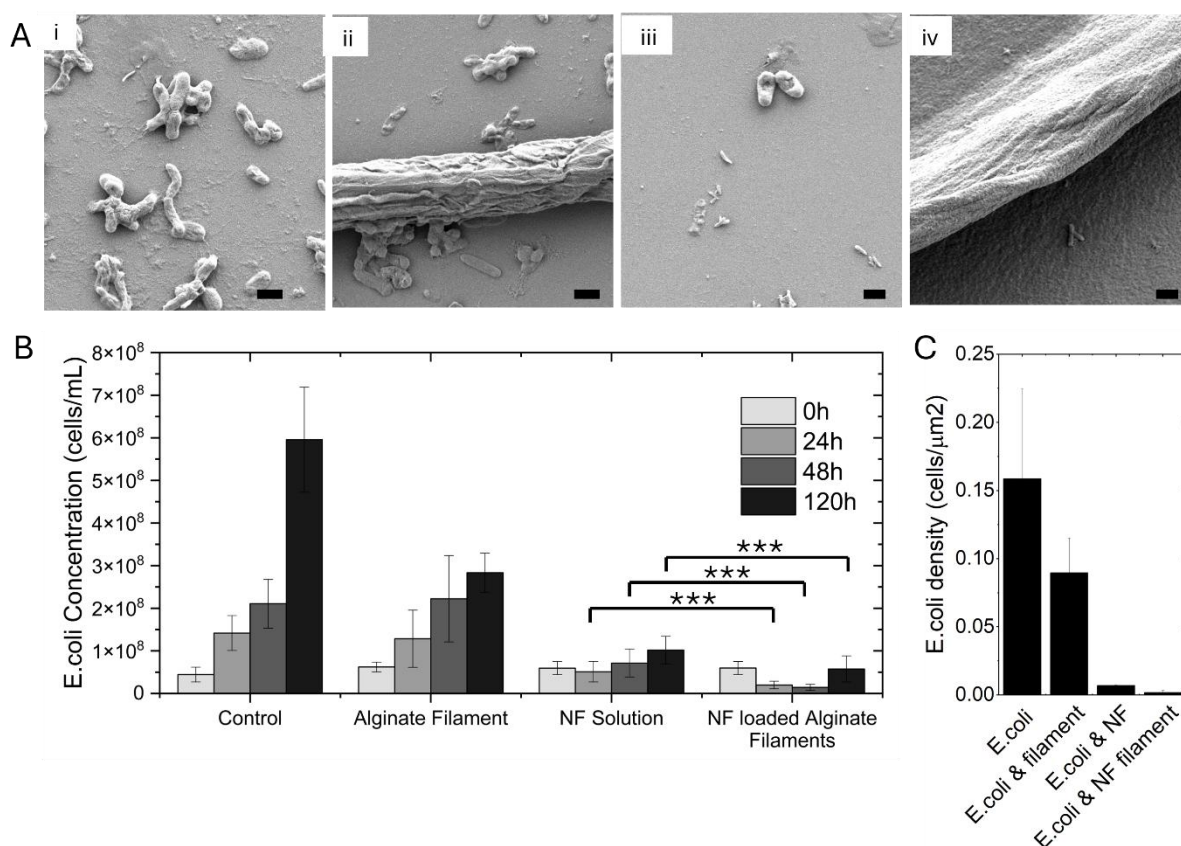 A
i
ii
iii
iv
B
E.coli Concentration (cells/mL)
8×10⁸
7×10⁸
6×10⁸
5×10⁸
4×10⁸
3×10⁸
2×10⁸
1×10⁸
0
0h
24h
48h
120h
***
***
***
Control
Alginate Filament
NF Solution
NF loaded Alginate
Filaments
C
E.coli density (cells/μm2)
0.25
0.20
0.15
0.10
0.05
0.00
E.coli
E.coli & filament
E.coli & NF
E.coli & NF filament